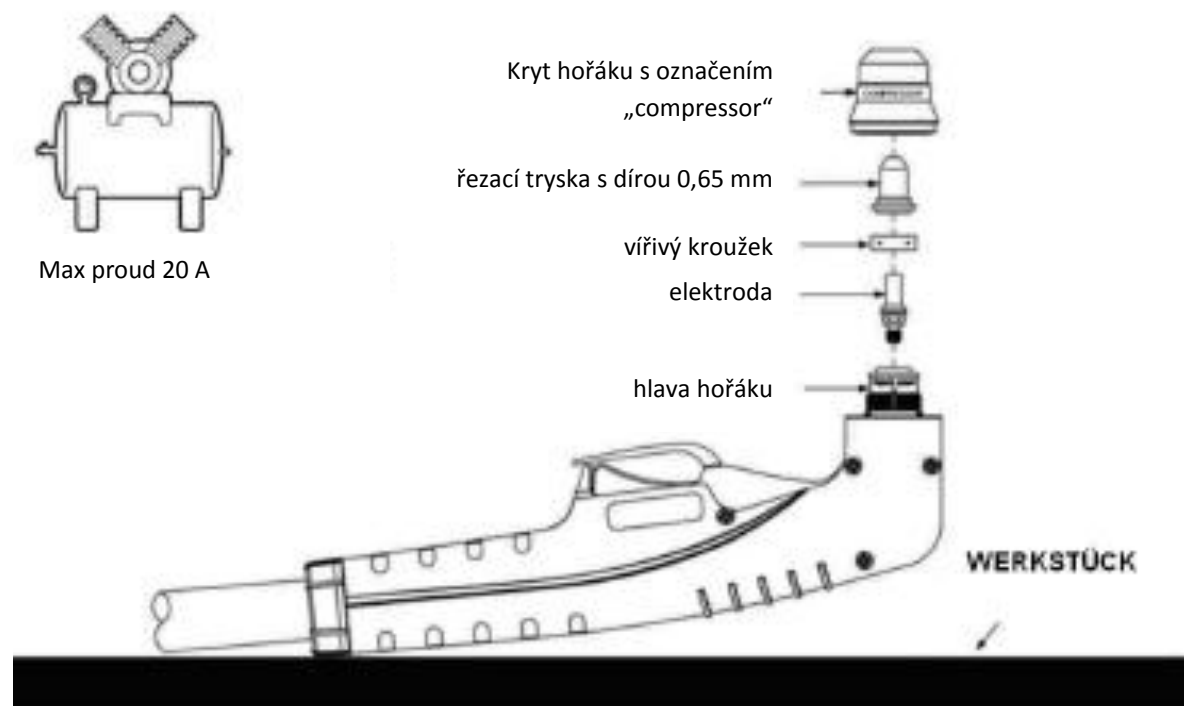 Kryt hořáku s označením
„compressor“
COMPRESSOR
řezací tryska s dírou 0,65 mm
vířivý kroužek
Max proud 20 A
elektroda
hlava hořáku
WERKSTÜCK